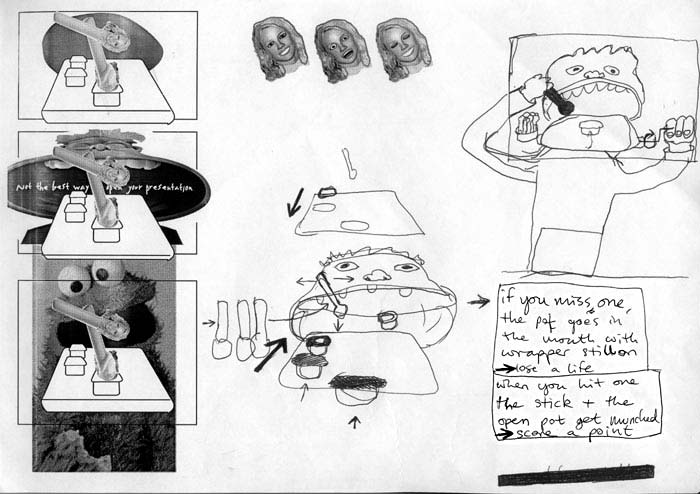 Not the best way open your presentation
if you miss one,
the pot goes in
the mouth with
wrapper still on
lose a life
when you hit one
the stick + the
open pot get munched
score a point